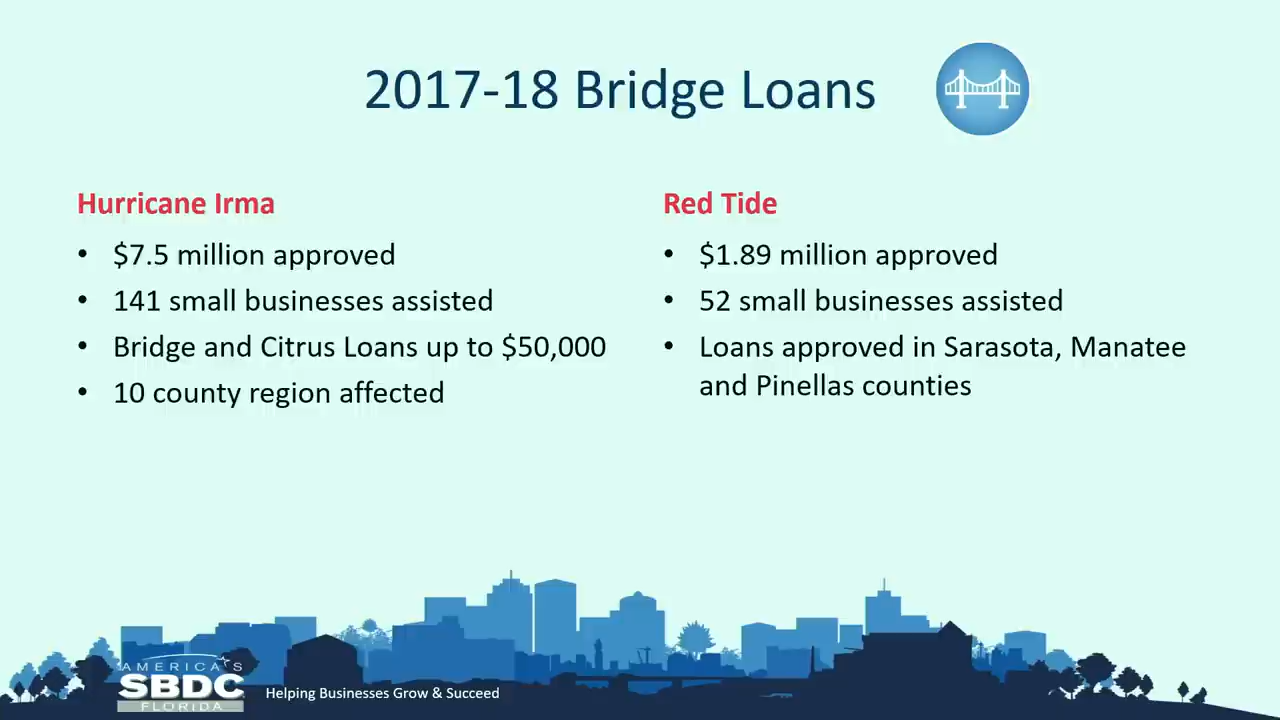 2017-18 Bridge Loans
Hurricane Irma
• $7.5 million approved
• 141 small businesses assisted
• Bridge and Citrus Loans up to $50,000
• 10 county region affected
Red Tide
• $1.89 million approved
• 52 small businesses assisted
• Loans approved in Sarasota, Manatee
and Pinellas counties
AMERICA'S
SBDC
FLORIDA
Helping Businesses Grow & Succeed